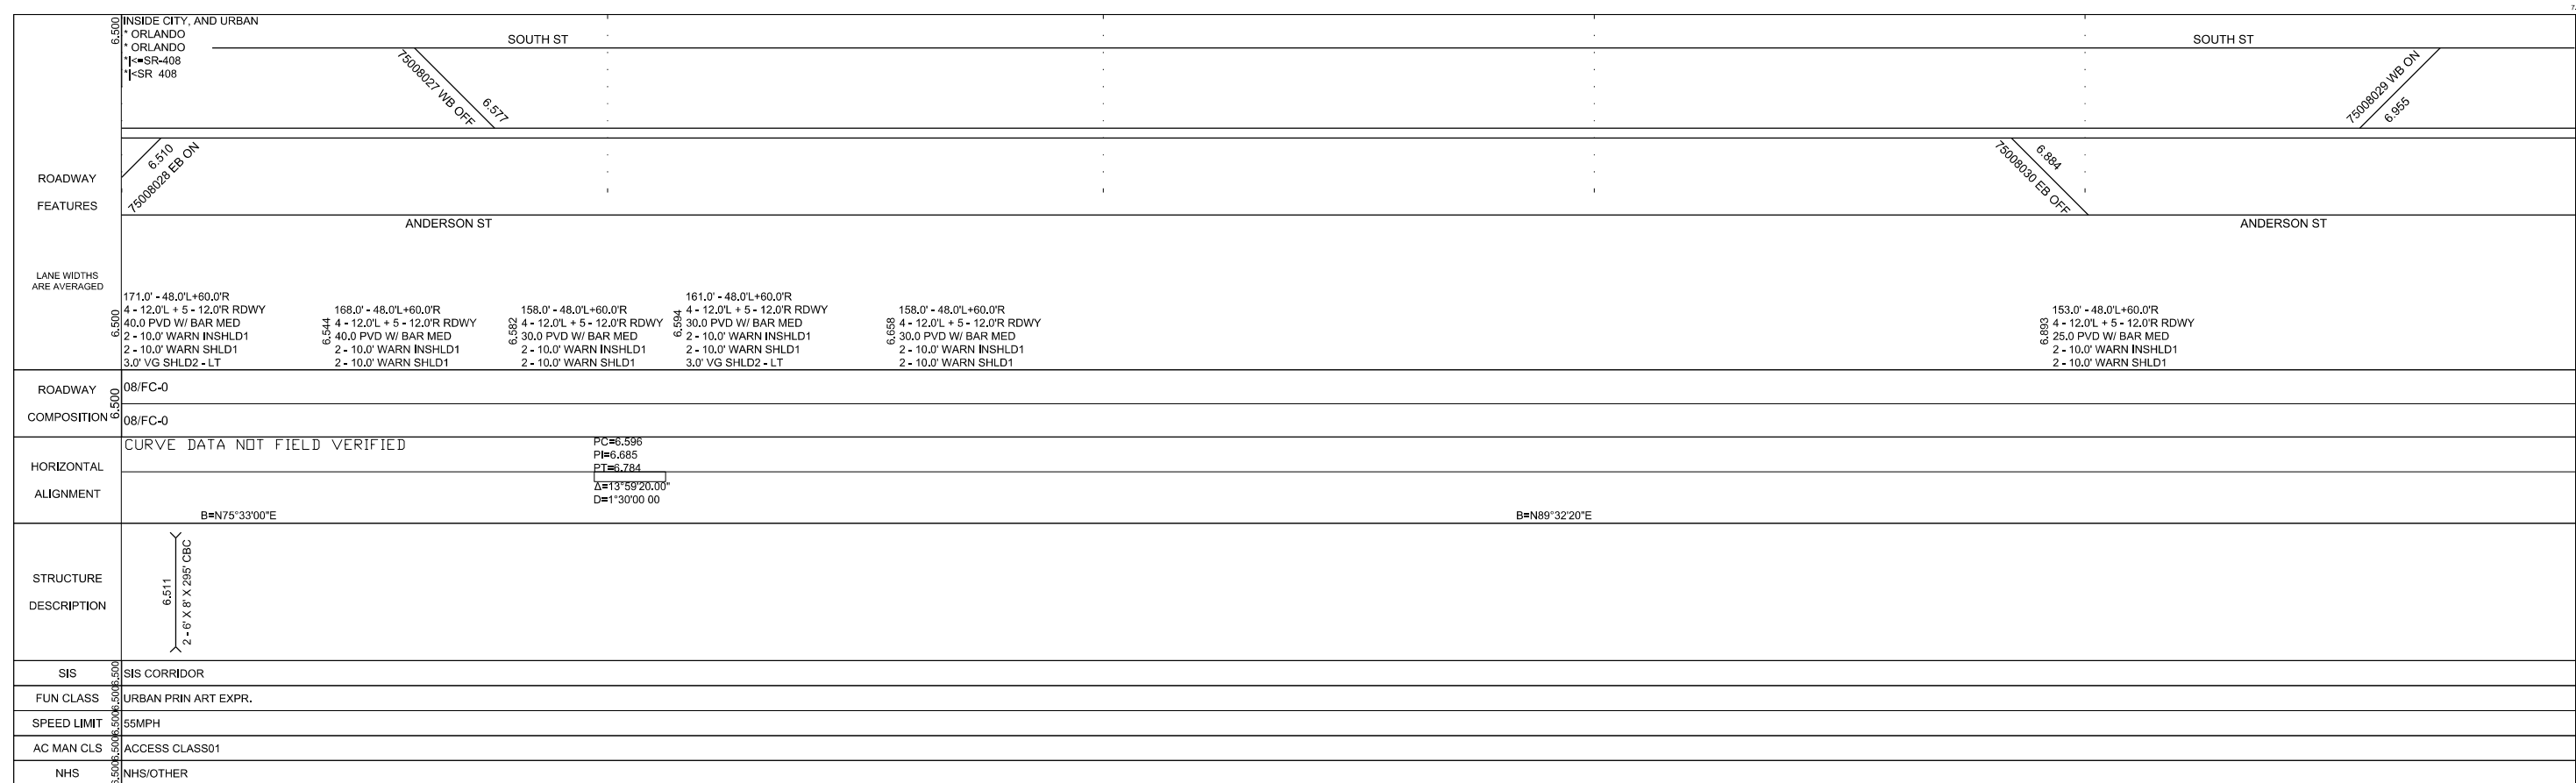 6.500
INSIDE CITY, AND URBAN
* ORLANDO
* ORLANDO
*|<=SR-408
*|<SR 408
SOUTH ST
SOUTH ST
75008027 WB OFF
6.577
75008029 WB ON
6.955
6.510
75008028 EB ON
6.884
75008030 EB OFF
ROADWAY
FEATURES
ANDERSON ST
ANDERSON ST
LANE WIDTHS
ARE AVERAGED
6.500
171.0' - 48.0'L+60.0'R
4 - 12.0'L + 5 - 12.0'R RDWY
40.0 PVD W/ BAR MED
2 - 10.0' WARN INSHLD1
2 - 10.0' WARN SHLD1
3.0' VG SHLD2 - LT
6.544
168.0' - 48.0'L+60.0'R
4 - 12.0'L + 5 - 12.0'R RDWY
40.0 PVD W/ BAR MED
2 - 10.0' WARN INSHLD1
2 - 10.0' WARN SHLD1
6.582
158.0' - 48.0'L+60.0'R
4 - 12.0'L + 5 - 12.0'R RDWY
30.0 PVD W/ BAR MED
2 - 10.0' WARN INSHLD1
2 - 10.0' WARN SHLD1
6.594
161.0' - 48.0'L+60.0'R
4 - 12.0'L + 5 - 12.0'R RDWY
30.0 PVD W/ BAR MED
2 - 10.0' WARN INSHLD1
2 - 10.0' WARN SHLD1
3.0' VG SHLD2 - LT
6.658
158.0' - 48.0'L+60.0'R
4 - 12.0'L + 5 - 12.0'R RDWY
30.0 PVD W/ BAR MED
2 - 10.0' WARN INSHLD1
2 - 10.0' WARN SHLD1
6.893
153.0' - 48.0'L+60.0'R
4 - 12.0'L + 5 - 12.0'R RDWY
25.0 PVD W/ BAR MED
2 - 10.0' WARN INSHLD1
2 - 10.0' WARN SHLD1
ROADWAY
COMPOSITION
6.500
08/FC-0
08/FC-0
HORIZONTAL
ALIGNMENT
CURVE DATA NOT FIELD VERIFIED
PC=6.596
PI=6.685
PT=6.784
Δ=13°59'20.00"
D=1°30'00 00
B=N75°33'00"E
B=N89°32'20"E
STRUCTURE
DESCRIPTION
6.511
2 - 6' X 8' X 295' CBC
SIS
6.500
SIS CORRIDOR
FUN CLASS
6.500
URBAN PRIN ART EXPR.
SPEED LIMIT
6.500
55MPH
AC MAN CLS
6.500
ACCESS CLASS01
NHS
6.500
NHS/OTHER